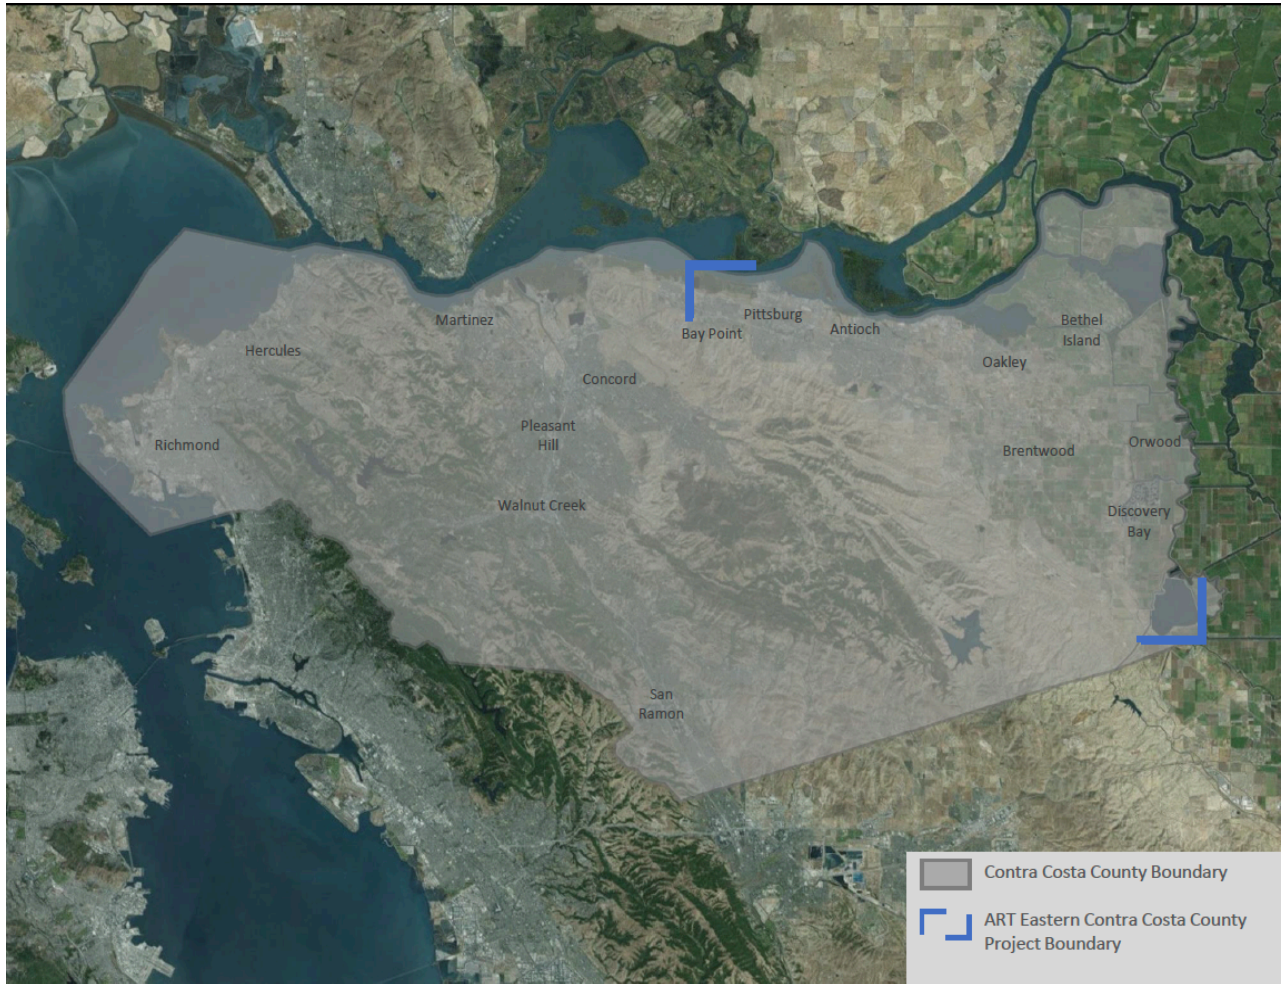 Martinez
Hercules
Richmond
Concord
Pleasant
Hill
Walnut Creek
San
Ramon
Bay Point
Pittsburg
Antioch
Oakley
Bethel
Island
Brentwood
Orwood
Discovery
Bay
Contra Costa County Boundary
ART Eastern Contra Costa County
Project Boundary